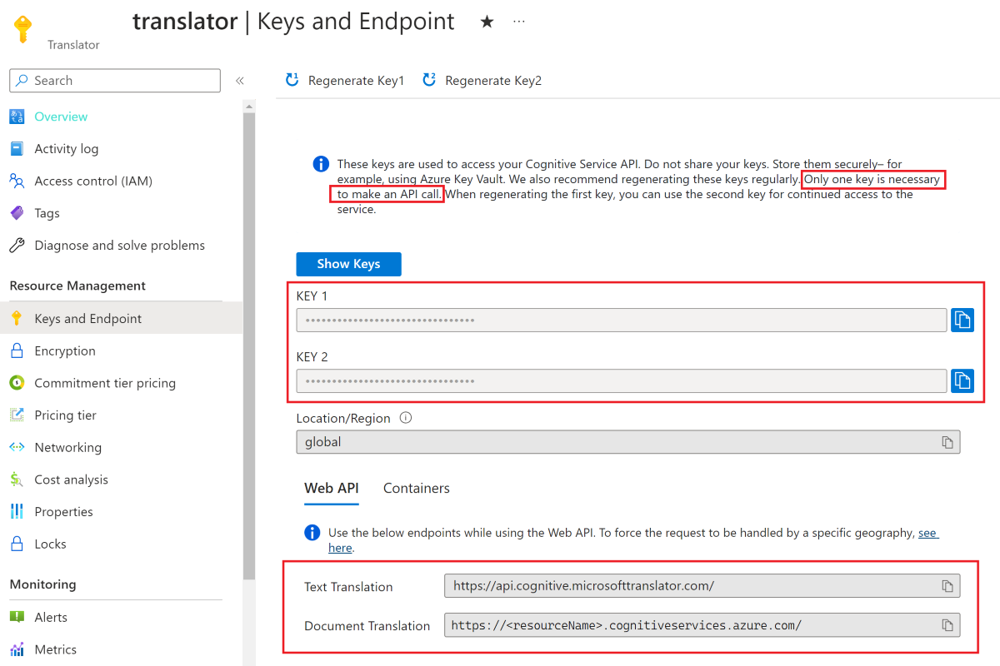 translator | Keys and Endpoint
Translator
Search
Overview
Activity log
Access control (IAM)
Tags
Diagnose and solve problems
Resource Management
Keys and Endpoint
Encryption
Commitment tier pricing
Pricing tier
Networking
Cost analysis
Properties
Locks
Monitoring
Alerts
Metrics
Regenerate Key1
Regenerate Key2
These keys are used to access your Cognitive Service API. Do not share your keys. Store them securely– for
example, using Azure Key Vault. We also recommend regenerating these keys regularly. Only one key is necessary
to make an API call. When regenerating the first key, you can use the second key for continued access to the
service.
Show Keys
KEY 1
KEY 2
Location/Region
global
Web API
Containers
Use the below endpoints while using the Web API. To force the request to be handled by a specific geography, see
here.
Text Translation
https://api.cognitive.microsofttranslator.com/
Document Translation
https://<resourceName>.cognitiveservices.azure.com/